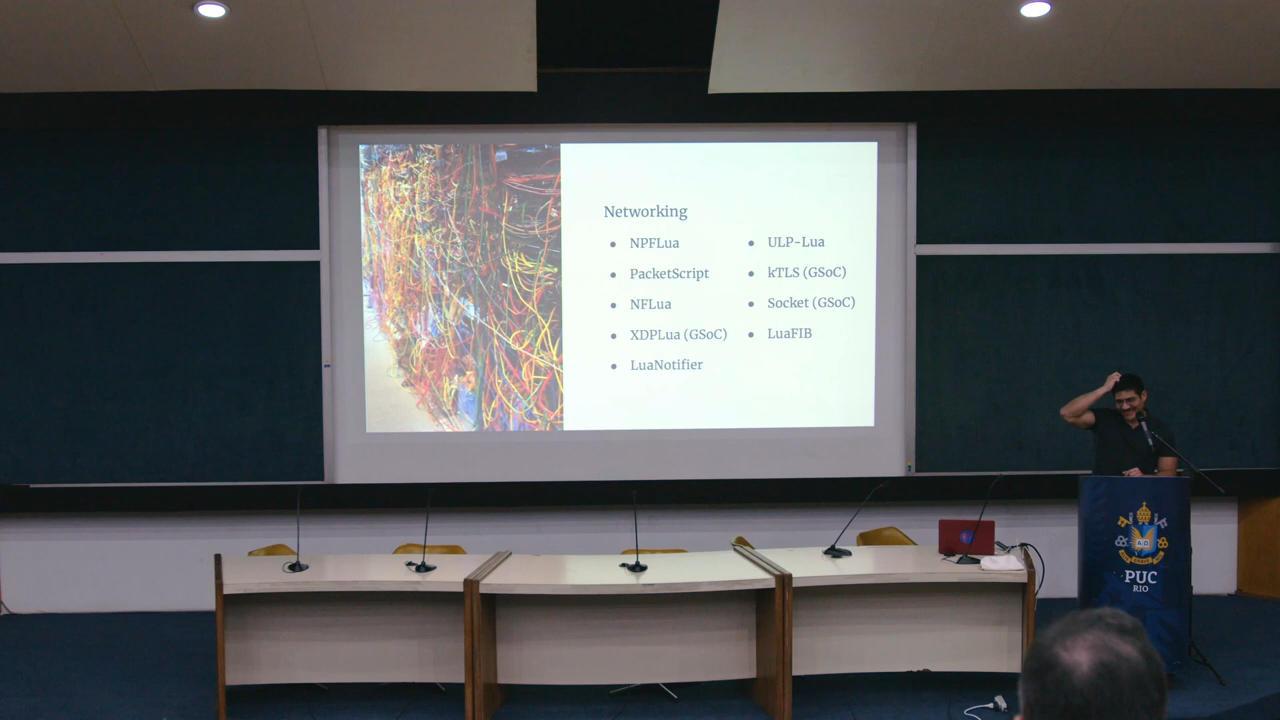 Networking
● NPFLua
● PacketScript
● NFLua
● XDPLua (GSoC)
● LuaNotifier
● ULP-Lua
● kTLS (GSoC)
● Socket (GSoC)
● LuaFIB
PUC
RIO